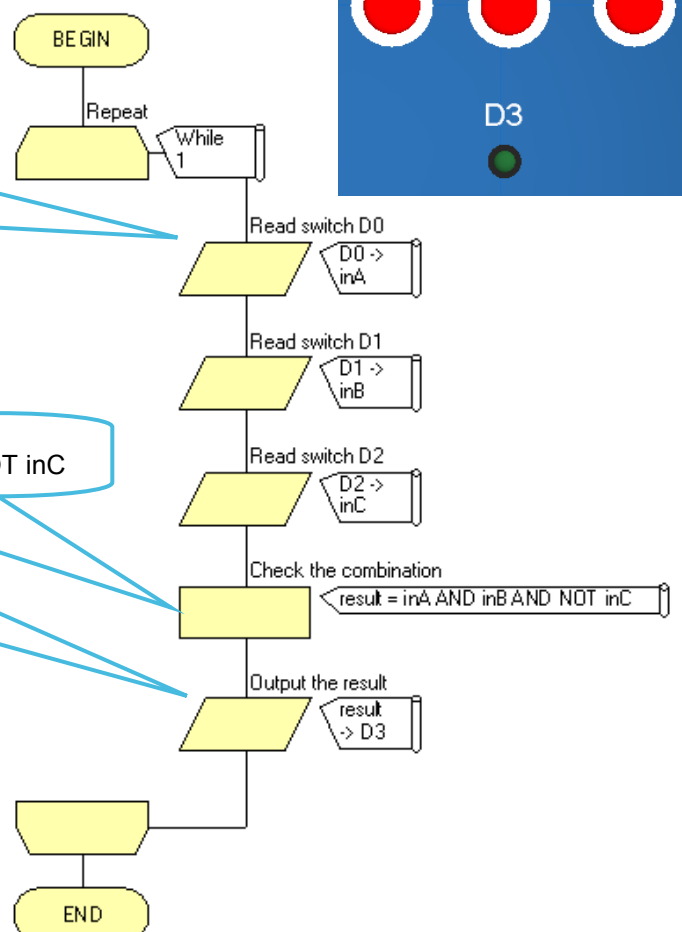 BEGIN
D3
Repeat
While
1
Read switch D0
D0 ->
inA
Read switch D1
D1 ->
inB
Read switch D2
D2 ->
inC
Check the combination
result = inA AND inB AND NOT inC
Output the result
result
-> D3
END
inC